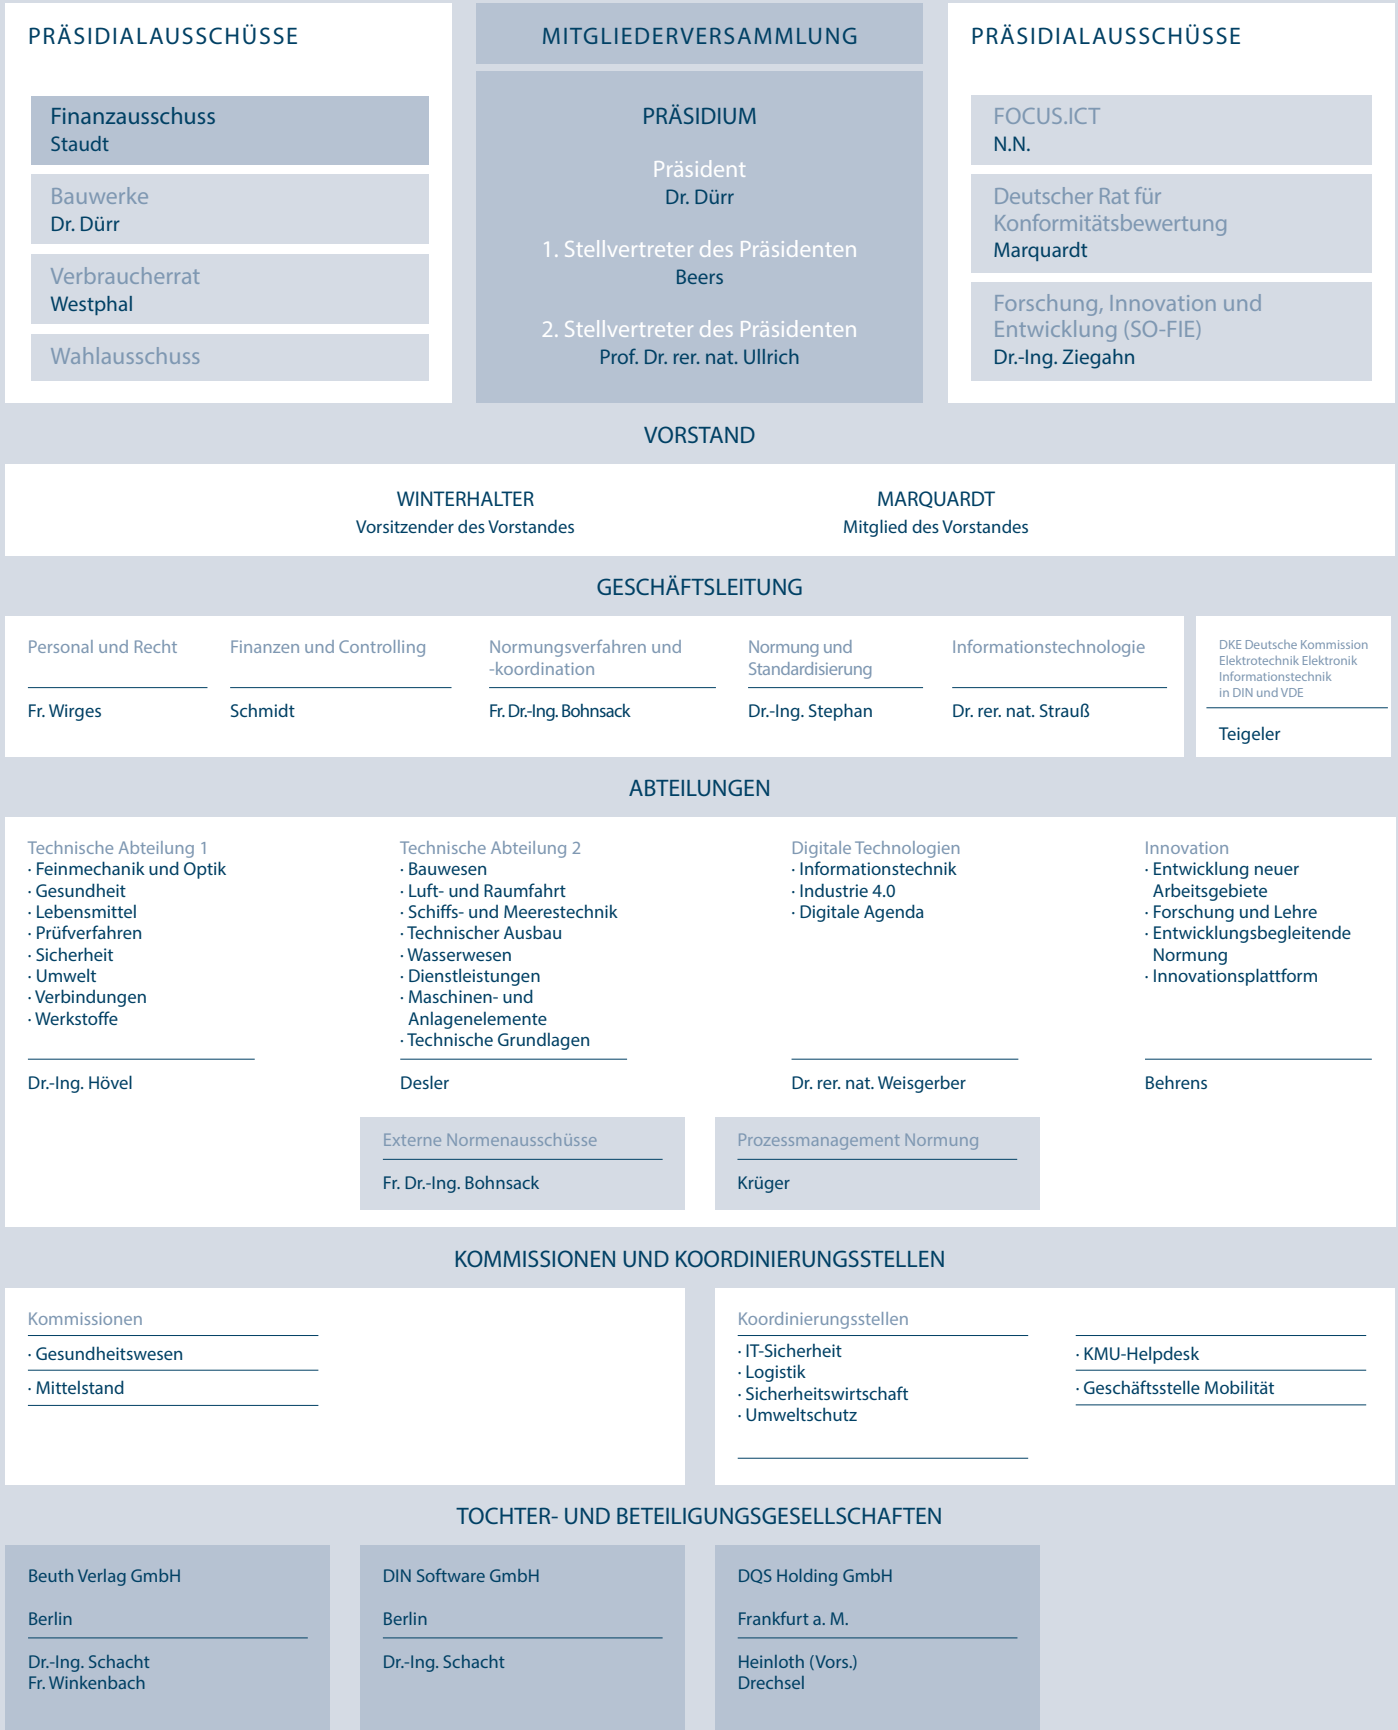 PRÄSIDIALAUSSCHÜSSE
Finanzausschuss
Staudt
Bauwerke
Dr. Dürr
Verbraucherrat
Westphal
Wahlausschuss
MITGLIEDERVERSAMMLUNG
PRÄSIDIUM
Präsident
Dr. Dürr
1. Stellvertreter des Präsidenten
Beers
2. Stellvertreter des Präsidenten
Prof. Dr. rer. nat. Ullrich
PRÄSIDIALAUSSCHÜSSE
FOCUS.ICT
N.N.
Deutscher Rat für
Konformitätsbewertung
Marquardt
Forschung, Innovation und
Entwicklung (SO-FIE)
Dr.-Ing. Ziegahn
VORSTAND
WINTERHALTER
Vorsitzender des Vorstandes
MARQUARDT
Mitglied des Vorstandes
GESCHÄFTSLEITUNG
Personal und Recht
Fr. Wirges
Finanzen und Controlling
Schmidt
Normungsverfahren und
-koordination
Fr. Dr.-Ing. Bohnsack
Normung und
Standardisierung
Dr.-Ing. Stephan
Informationstechnologie
Dr. rer. nat. Strauß
DKE Deutsche Kommission
Elektrotechnik Elektronik
Informationstechnik
in DIN und VDE
Teigeler
ABTEILUNGEN
Technische Abteilung 1
· Feinmechanik und Optik
· Gesundheit
· Lebensmittel
· Prüfverfahren
· Sicherheit
· Umwelt
· Verbindungen
· Werkstoffe
Dr.-Ing. Hövel
Technische Abteilung 2
· Bauwesen
· Luft- und Raumfahrt
· Schiffs- und Meerestechnik
· Technischer Ausbau
· Wasserwesen
· Dienstleistungen
· Maschinen- und
Anlagenelemente
· Technische Grundlagen
Desler
Digitale Technologien
· Informationstechnik
· Industrie 4.0
· Digitale Agenda
Dr. rer. nat. Weisgerber
Innovation
· Entwicklung neuer
Arbeitsgebiete
· Forschung und Lehre
· Entwicklungsbegleitende
Normung
· Innovationsplattform
Behrens
Externe Normenausschüsse
Fr. Dr.-Ing. Bohnsack
Prozessmanagement Normung
Krüger
KOMMISSIONEN UND KOORDINIERUNGSSTELLEN
Kommissionen
· Gesundheitswesen
· Mittelstand
Koordinierungsstellen
· IT-Sicherheit
· Logistik
· Sicherheitswirtschaft
· Umweltschutz
· KMU-Helpdesk
· Geschäftsstelle Mobilität
TOCHTER- UND BETEILIGUNGSGESELLSCHAFTEN
Beuth Verlag GmbH
Berlin
Dr.-Ing. Schacht
Fr. Winkenbach
DIN Software GmbH
Berlin
Dr.-Ing. Schacht
DQS Holding GmbH
Frankfurt a. M.
Heinloth (Vors.)
Drechsel